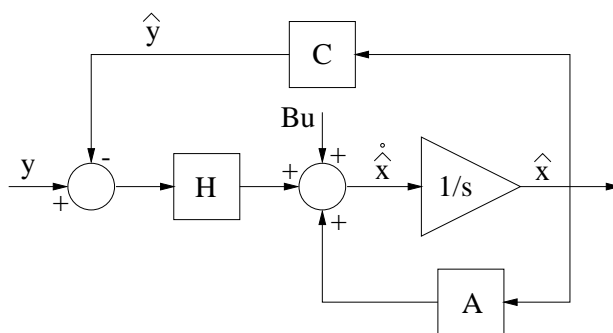 ŷ
C
Bu
y
-
+
H
+
+
+
x̂̊
1/s
x̂
A